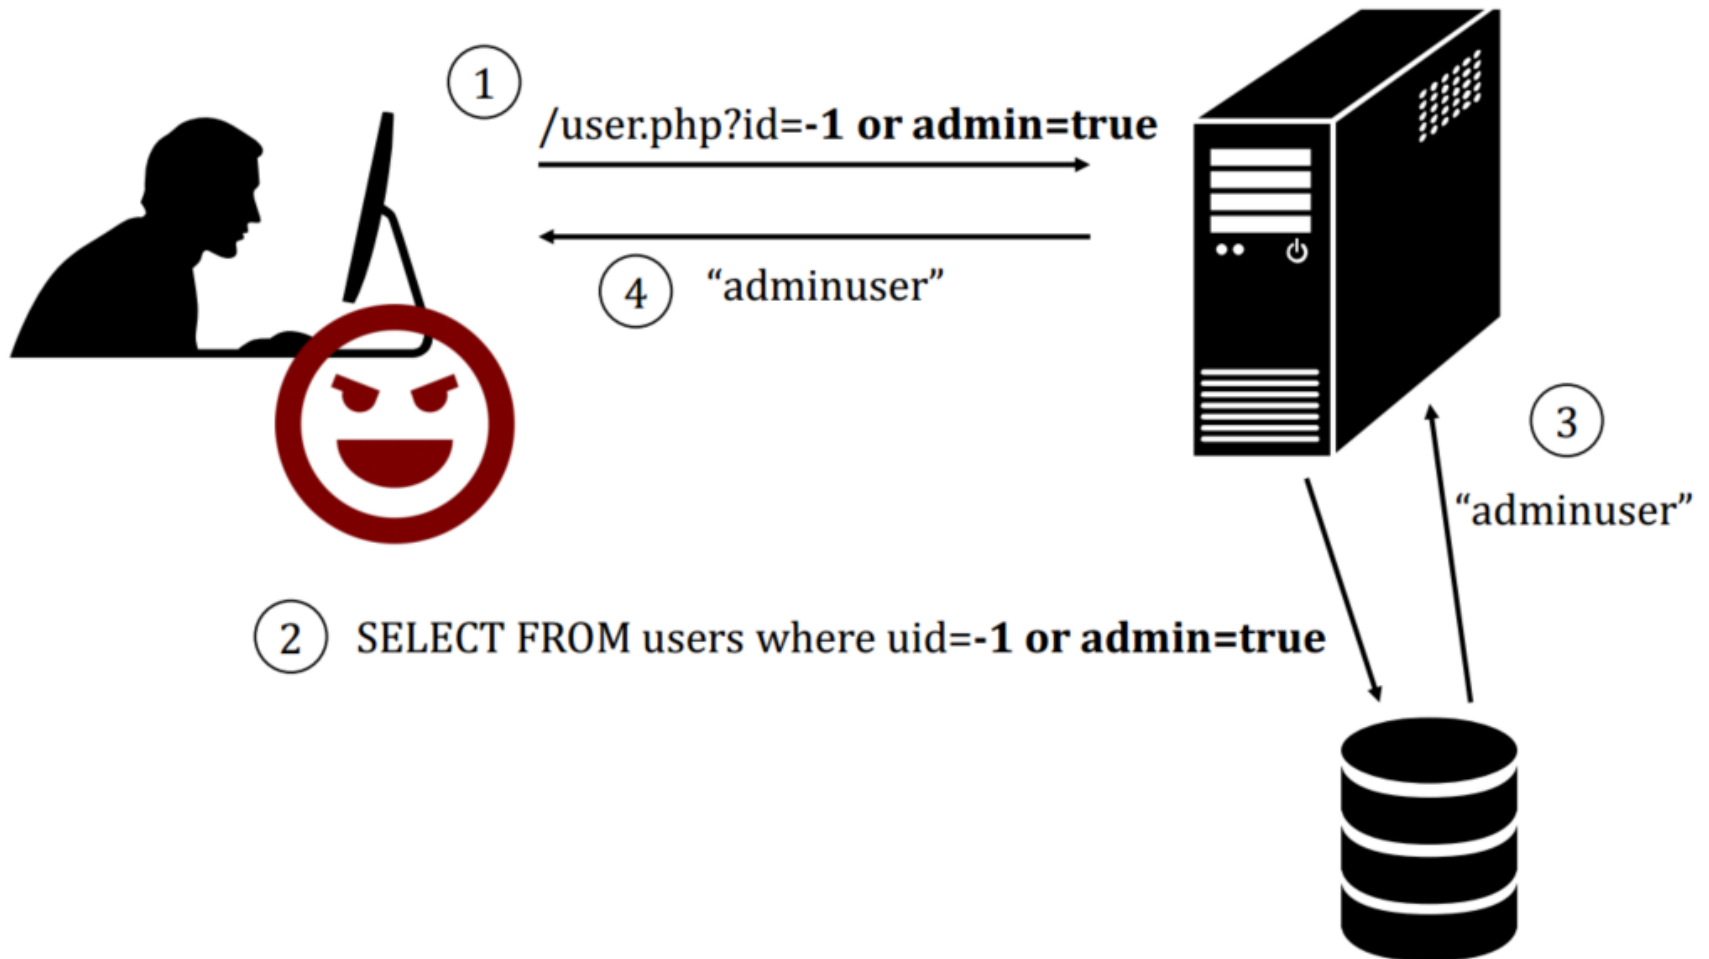 1
/user.php?id=-1 or admin=true
4 “adminuser”
3
“adminuser”
2 SELECT FROM users where uid=-1 or admin=true